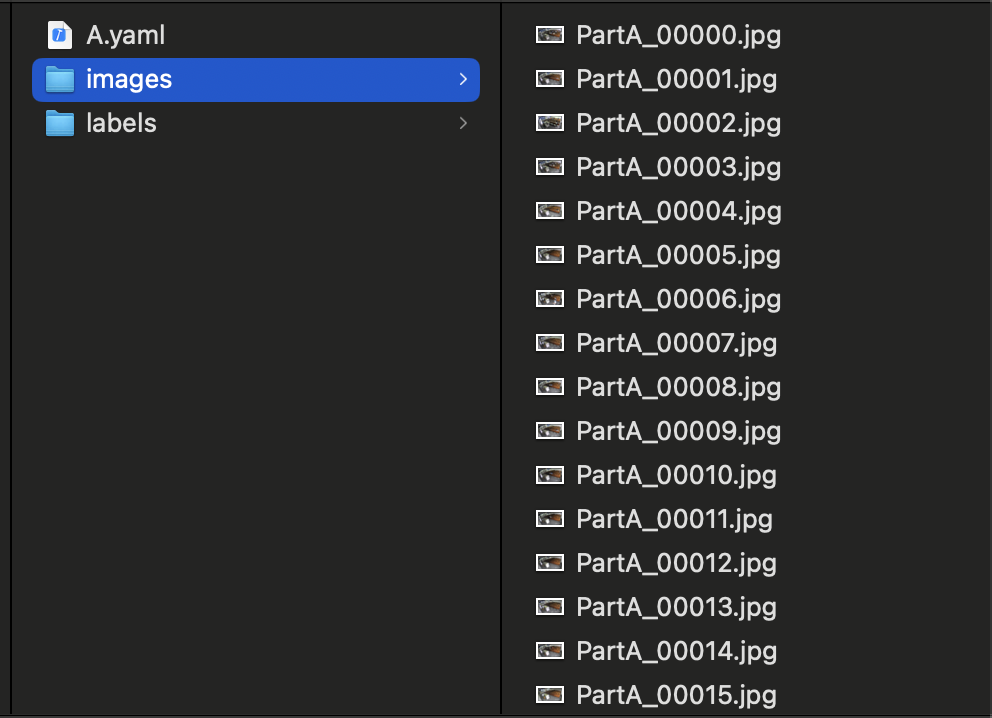 A.yaml
images
labels
PartA_00000.jpg
PartA_00001.jpg
PartA_00002.jpg
PartA_00003.jpg
PartA_00004.jpg
PartA_00005.jpg
PartA_00006.jpg
PartA_00007.jpg
PartA_00008.jpg
PartA_00009.jpg
PartA_00010.jpg
PartA_00011.jpg
PartA_00012.jpg
PartA_00013.jpg
PartA_00014.jpg
PartA_00015.jpg